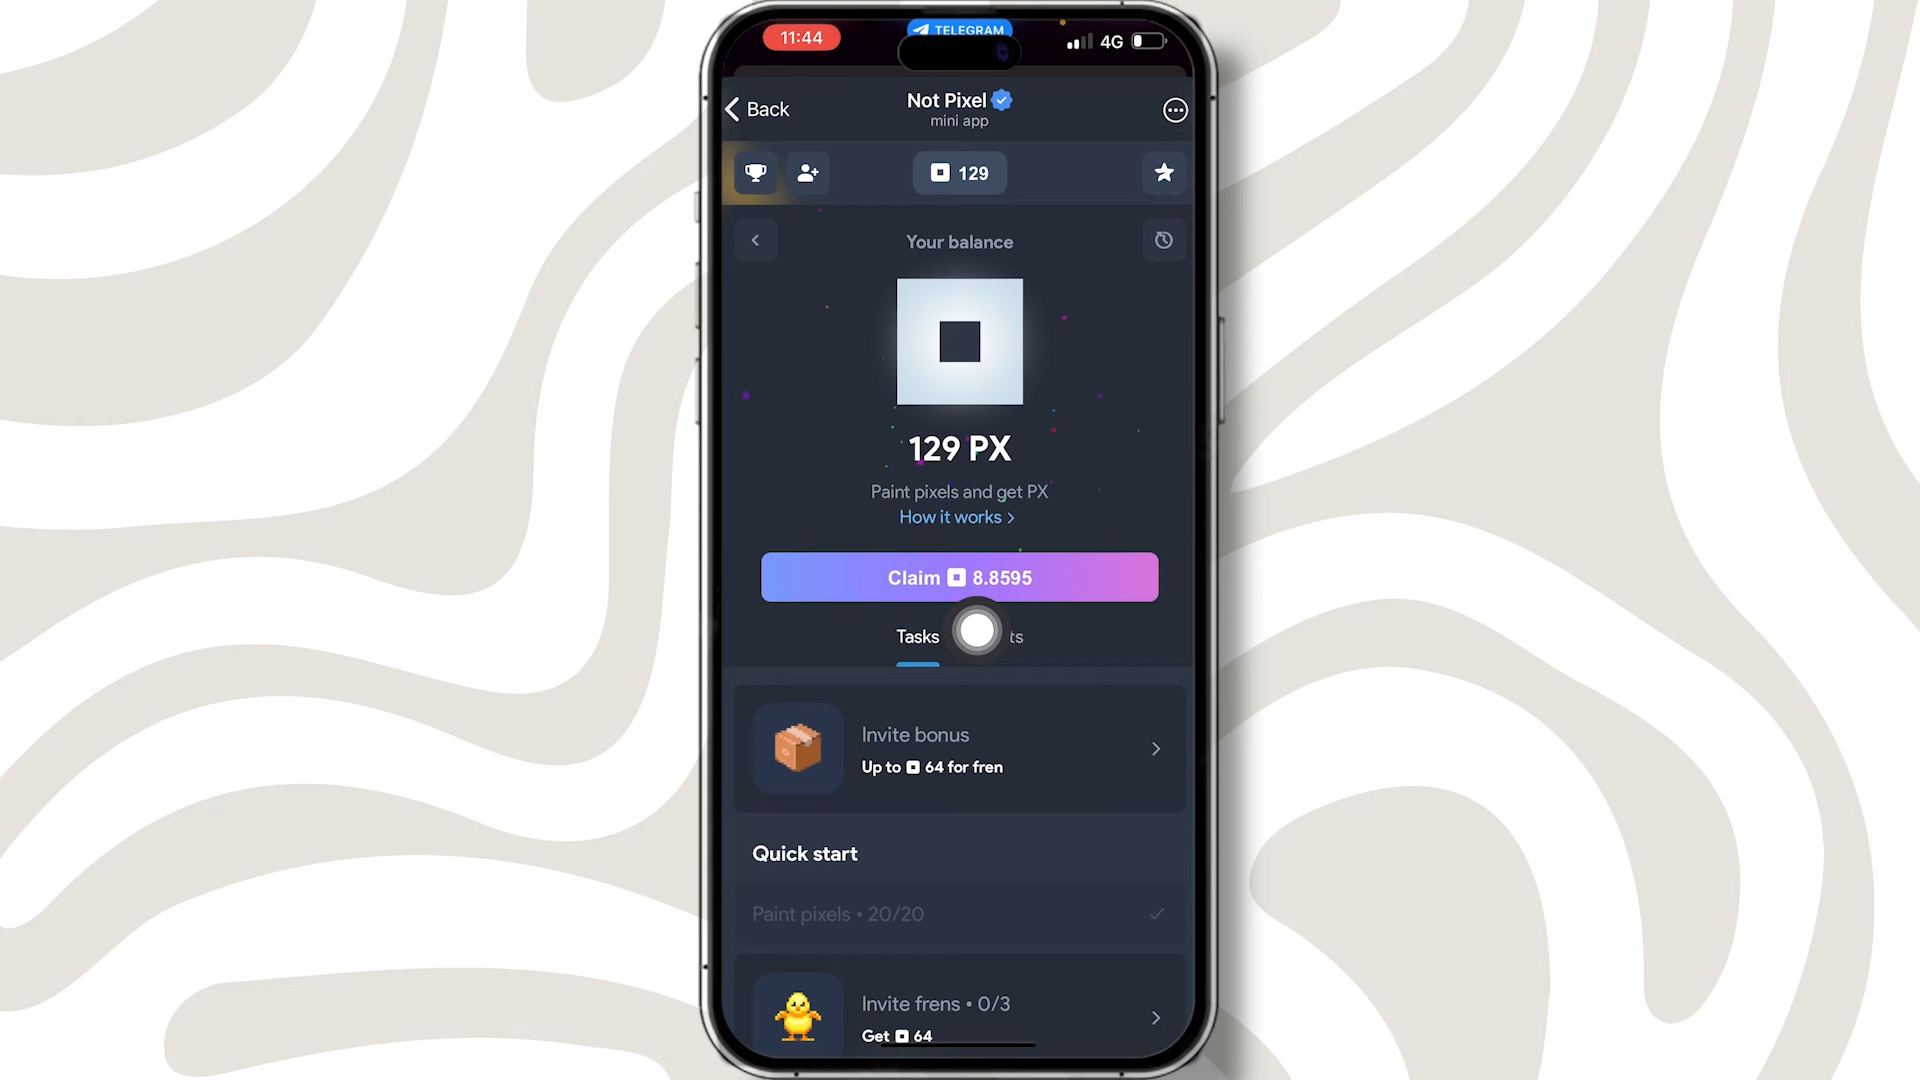 11:44
TELEGRAM
4G
Back
Not Pixel
mini app
129
Your balance
129 PX
Paint pixels and get PX
How it works >
Claim 8.8595
Tasks
Invite bonus
Up to 64 for fren
Quick start
Paint pixels • 20/20
Invite frens • 0/3
Get 64